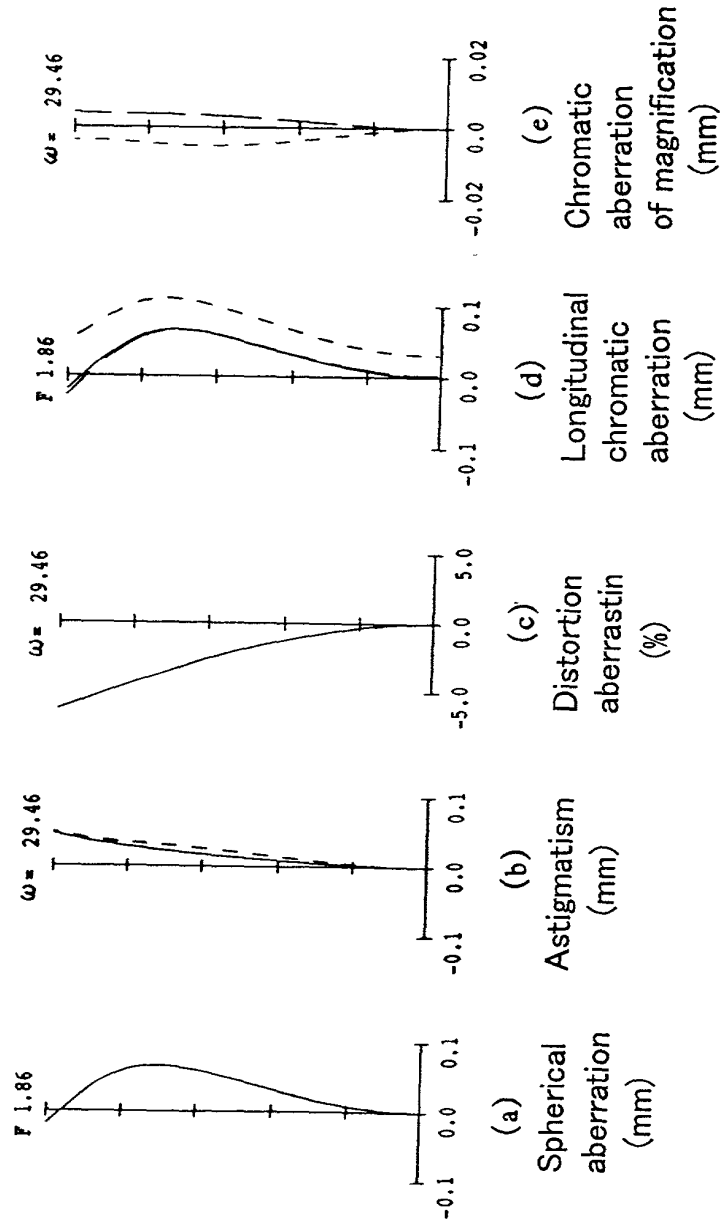 F 1.86
-0.1 0.0 0.1
(a)
Spherical
aberration
(mm)
ω= 29.46
-0.1 0.0 0.1
(b)
Astigmatism
(mm)
ω= 29.46
-5.0 0.0 5.0
(c)
Distortion
aberrastin
(%)
F 1.86
-0.1 0.0 0.1
(d)
Longitudinal
chromatic
aberration
(mm)
ω= 29.46
-0.02 0.0 0.02
(e)
Chromatic
aberration
of magnification
(mm)